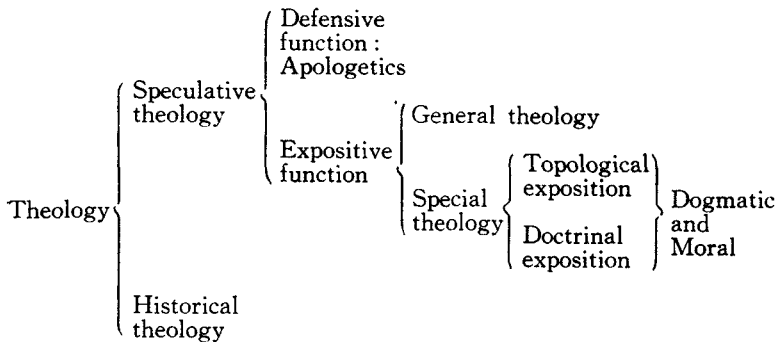 Defensive
function :
Apologetics
Speculative
theology
General theology
Expositive
function
Topological
exposition
Special
theology
Dogmatic
and
Moral
Theology
Doctrinal
exposition
Historical
theology